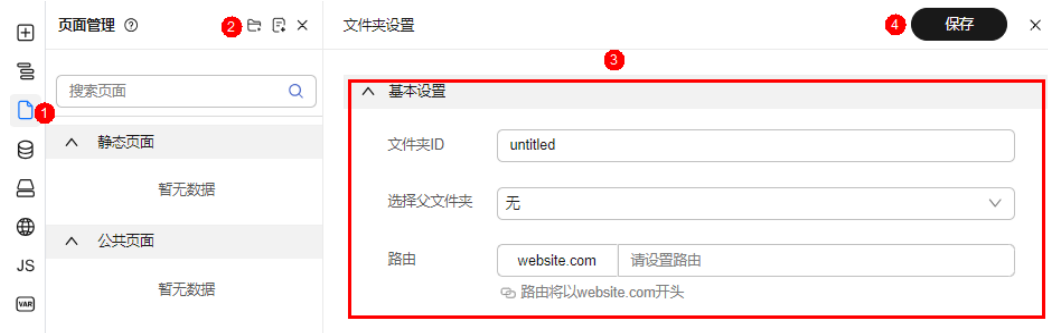 页面管理
2
文件夹设置
4
保存
3
搜索页面
基本设置
1
静态页面
文件夹ID
untitled
暂无数据
选择父文件夹
无
公共页面
路由
website.com
请设置路由
JS
暂无数据
路由将以website.com开头
VAR